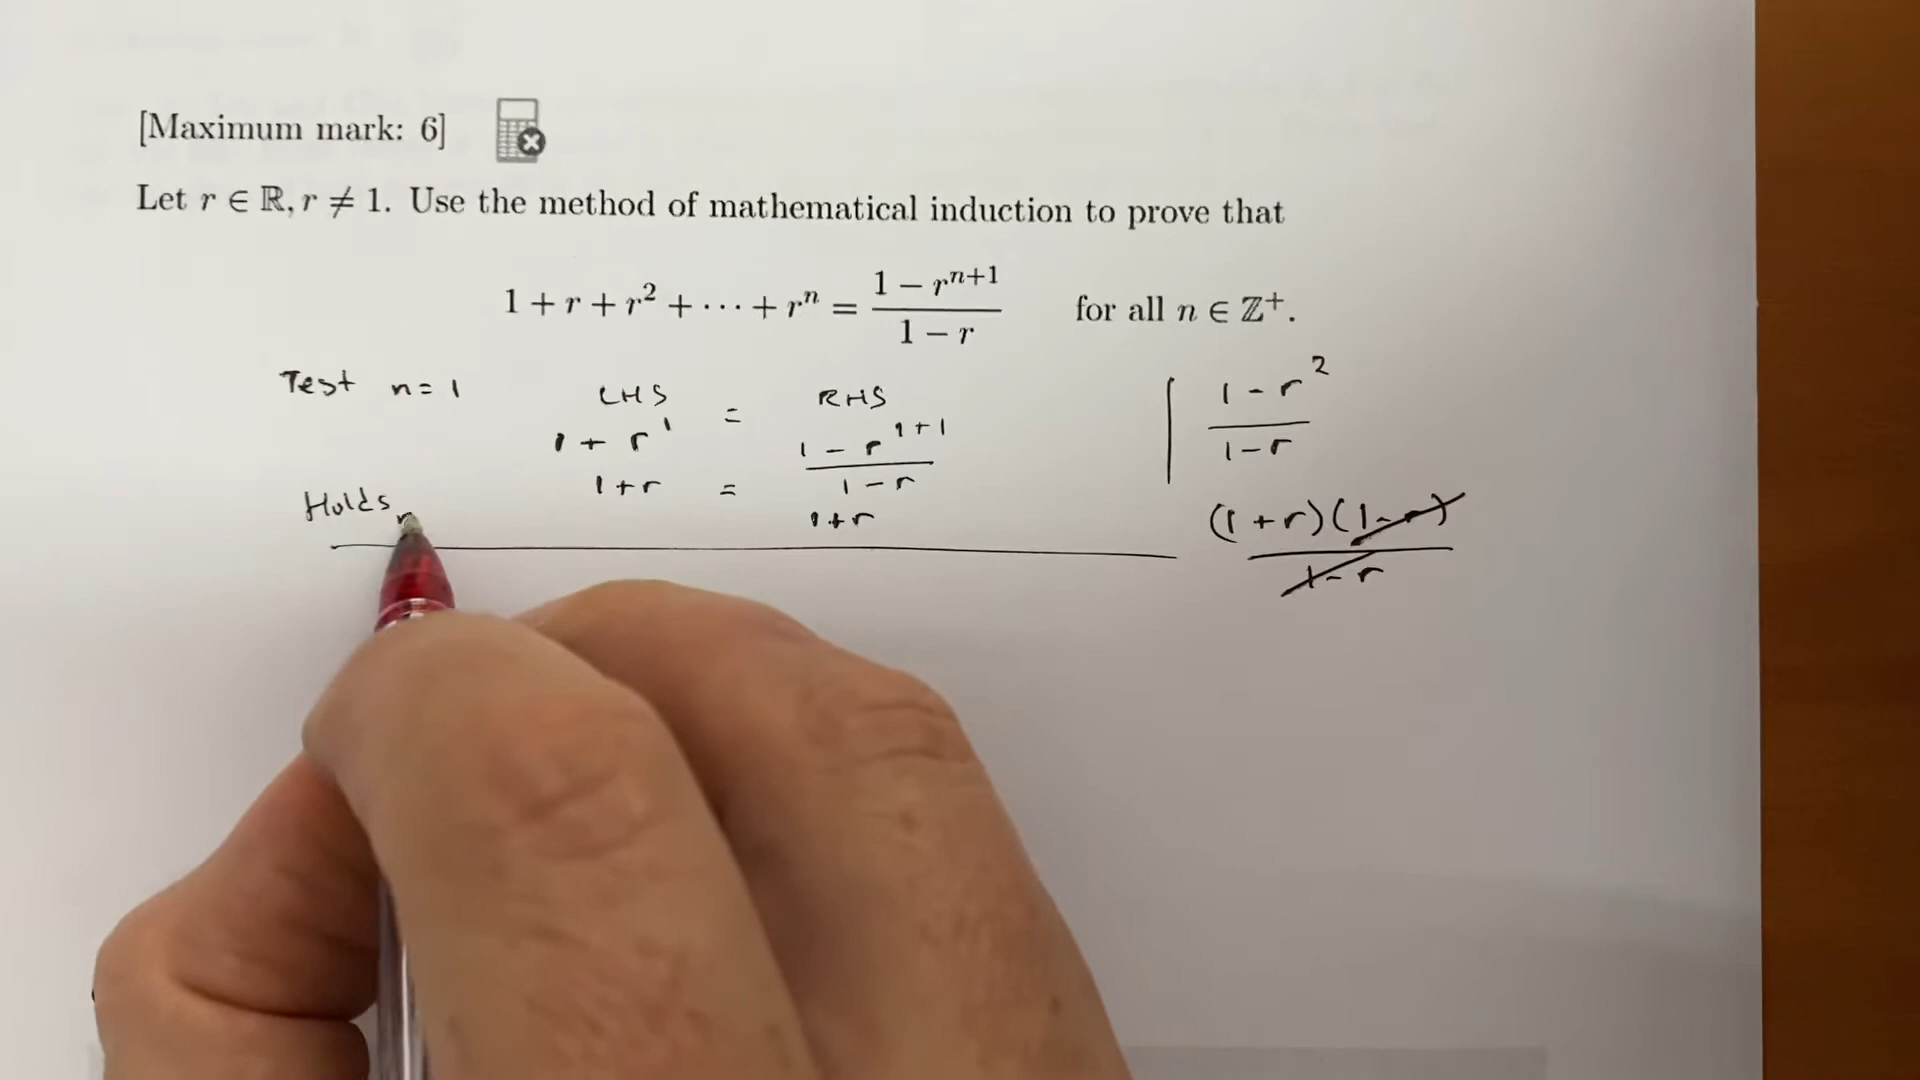 [Maximum mark: 6]
Let r ∈ ℝ, r ≠ 1. Use the method of mathematical induction to prove that
1 + r + r² + ⋯ + rⁿ = (1 − rⁿ⁺¹)/(1 − r) for all n ∈ ℤ⁺.
Test n = 1
LHS = RHS
1 + r¹ (1 − r¹⁺¹)/(1 − r)
1 + r = 1 + r
Holds
(1 − r²)/(1 − r)
(1 + r)(1 − r)/(1 − r)